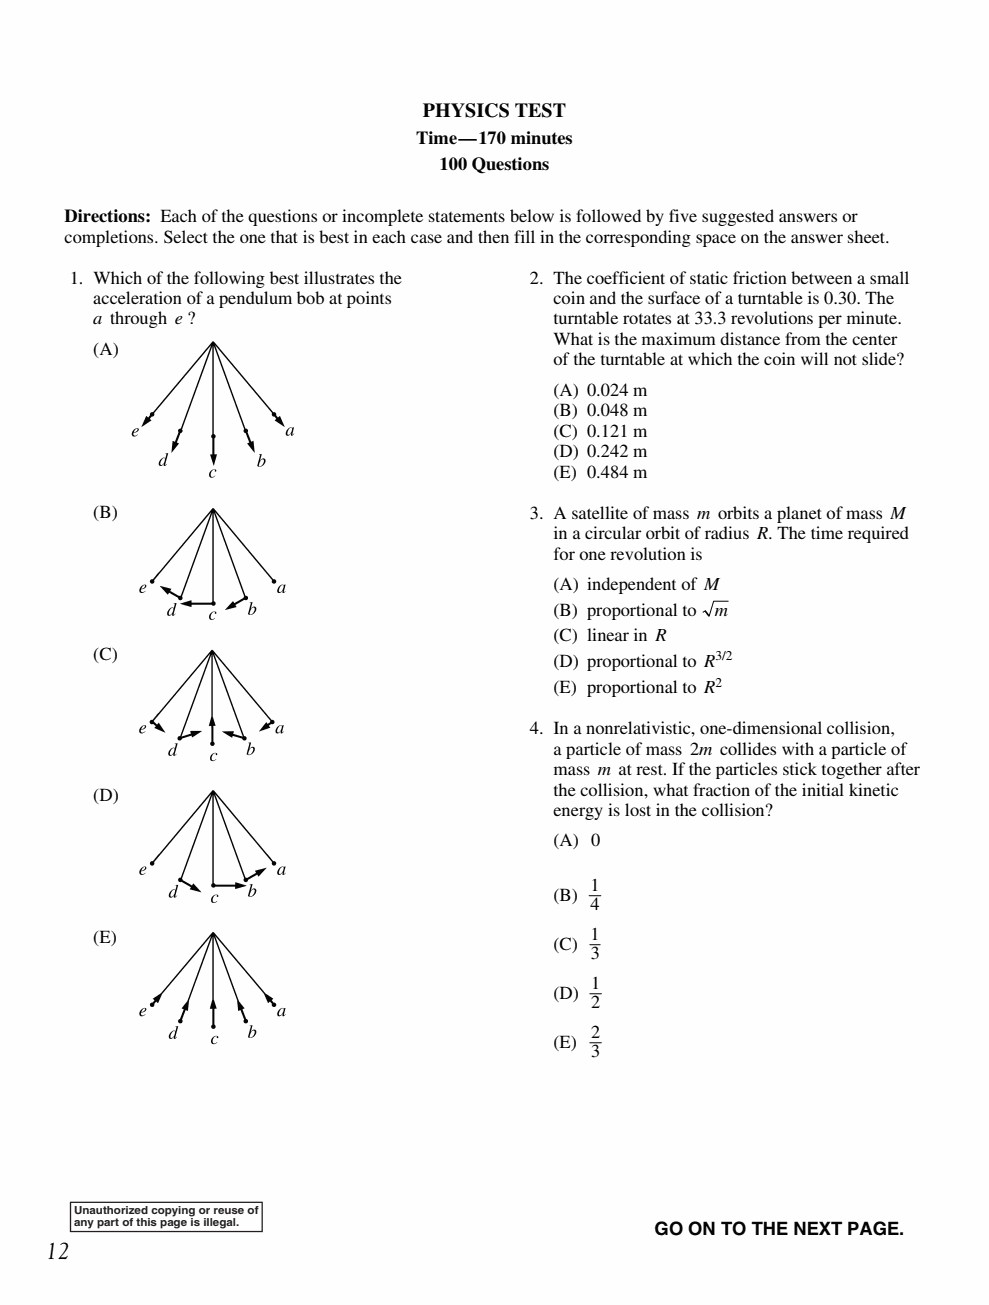 PHYSICS TEST
Time—170 minutes
100 Questions
Directions: Each of the questions or incomplete statements below is followed by five suggested answers or
completions. Select the one that is best in each case and then fill in the corresponding space on the answer sheet.
1. Which of the following best illustrates the
acceleration of a pendulum bob at points
a through e ?
(A)
e
a
d
b
c
(B)
e
a
d
b
c
(C)
e
a
d
b
c
(D)
e
a
d
b
c
(E)
e
a
d
b
c
2. The coefficient of static friction between a small
coin and the surface of a turntable is 0.30. The
turntable rotates at 33.3 revolutions per minute.
What is the maximum distance from the center
of the turntable at which the coin will not slide?
(A) 0.024 m
(B) 0.048 m
(C) 0.121 m
(D) 0.242 m
(E) 0.484 m
3. A satellite of mass m orbits a planet of mass M
in a circular orbit of radius R. The time required
for one revolution is
(A) independent of M
(B) proportional to √m
(C) linear in R
(D) proportional to R^3/2
(E) proportional to R^2
4. In a nonrelativistic, one-dimensional collision,
a particle of mass 2m collides with a particle of
mass m at rest. If the particles stick together after
the collision, what fraction of the initial kinetic
energy is lost in the collision?
(A) 0
(B) 1/4
(C) 1/3
(D) 1/2
(E) 2/3
Unauthorized copying or reuse of
any part of this page is illegal.
GO ON TO THE NEXT PAGE.
12